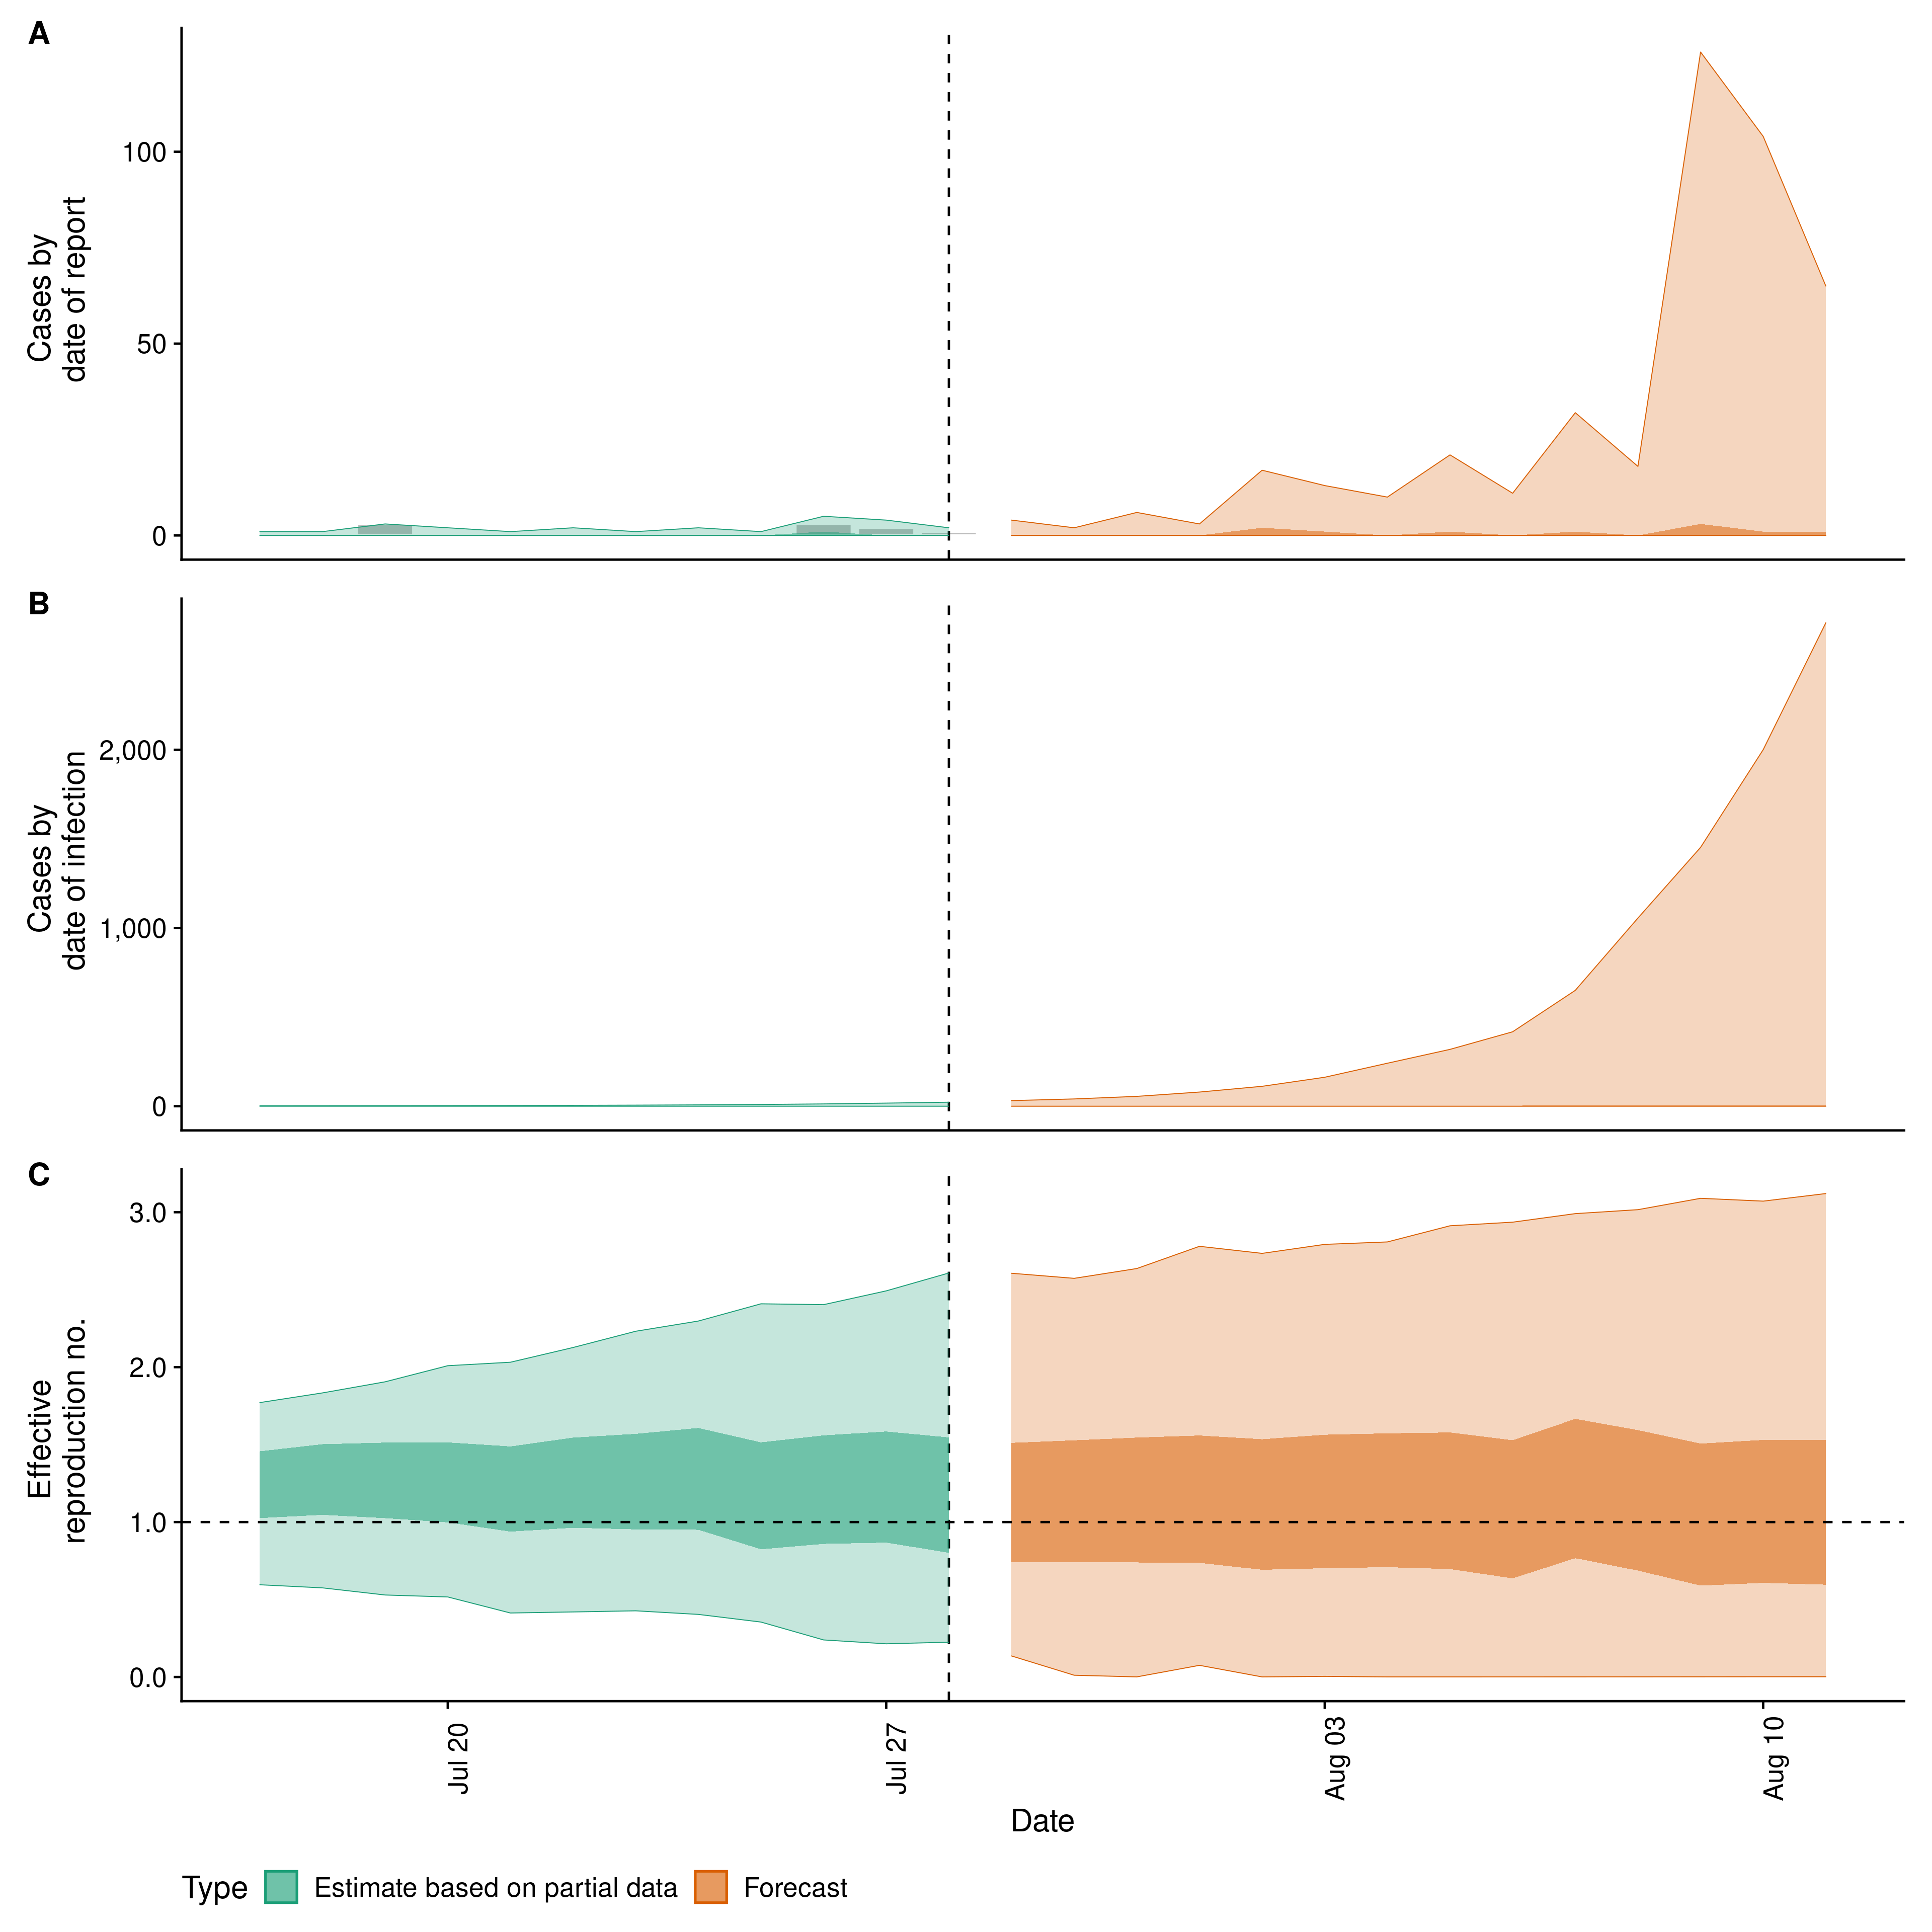 A
Cases by
date of report
100
50
0
B
Cases by
date of infection
2,000
1,000
0
C
Effective
reproduction no.
3.0
2.0
1.0
0.0
Jul 20
Jul 27
Aug 03
Aug 10
Date
Type
Estimate based on partial data
Forecast